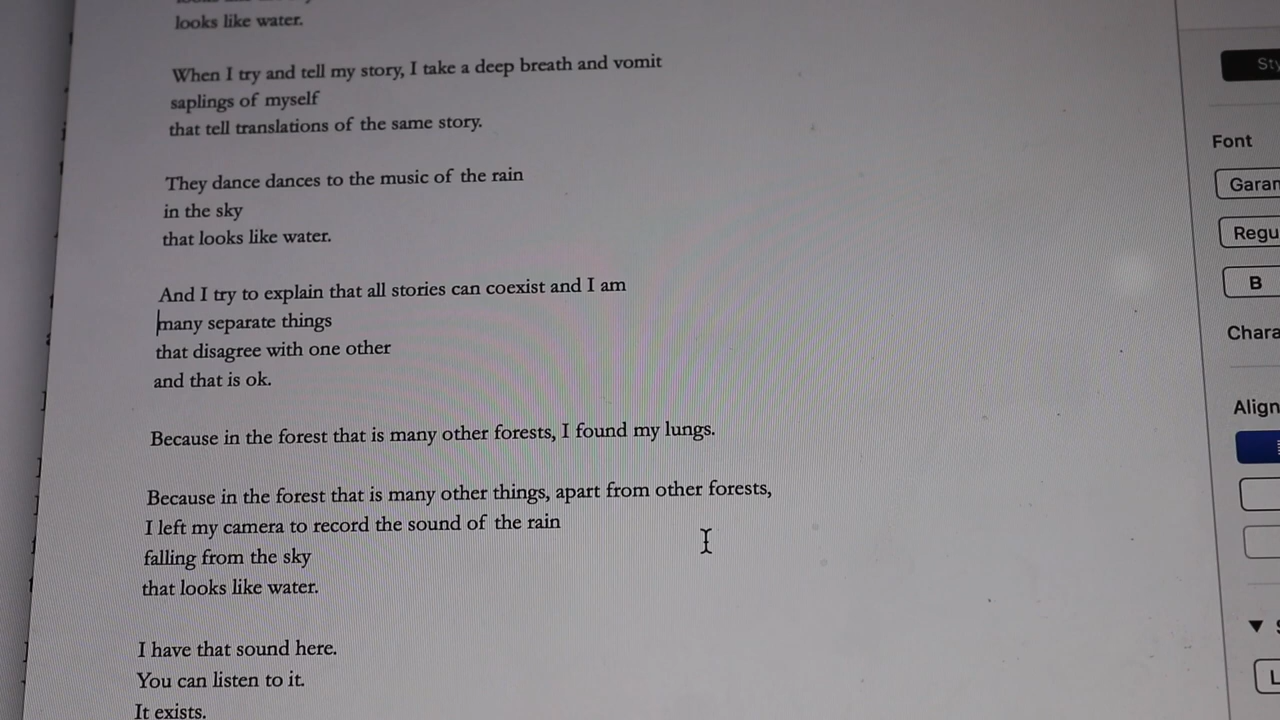 looks like water.
When I try and tell my story, I take a deep breath and vomit
saplings of myself
that tell translations of the same story.
They dance dances to the music of the rain
in the sky
that looks like water.
And I try to explain that all stories can coexist and I am
many separate things
that disagree with one other
and that is ok.
Because in the forest that is many other forests, I found my lungs.
Because in the forest that is many other things, apart from other forests,
I left my camera to record the sound of the rain
falling from the sky
that looks like water.
I have that sound here.
You can listen to it.
It exists.
Sty
Font
Garan
Regu
B
Chara
Align
L